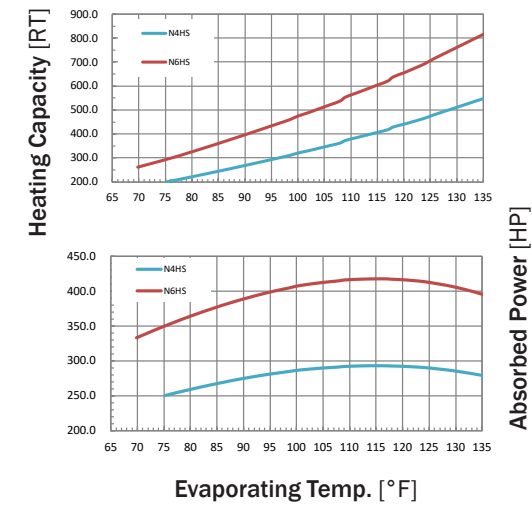 Heating Capacity [RT]
900.0
800.0
700.0
600.0
500.0
400.0
300.0
200.0
N4HS
N6HS
65 70 75 80 85 90 95 100 105 110 115 120 125 130 135
450.0
400.0
350.0
300.0
250.0
200.0
N4HS
N6HS
65 70 75 80 85 90 95 100 105 110 115 120 125 130 135
Absorbed Power [HP]
Evaporating Temp. [°F]